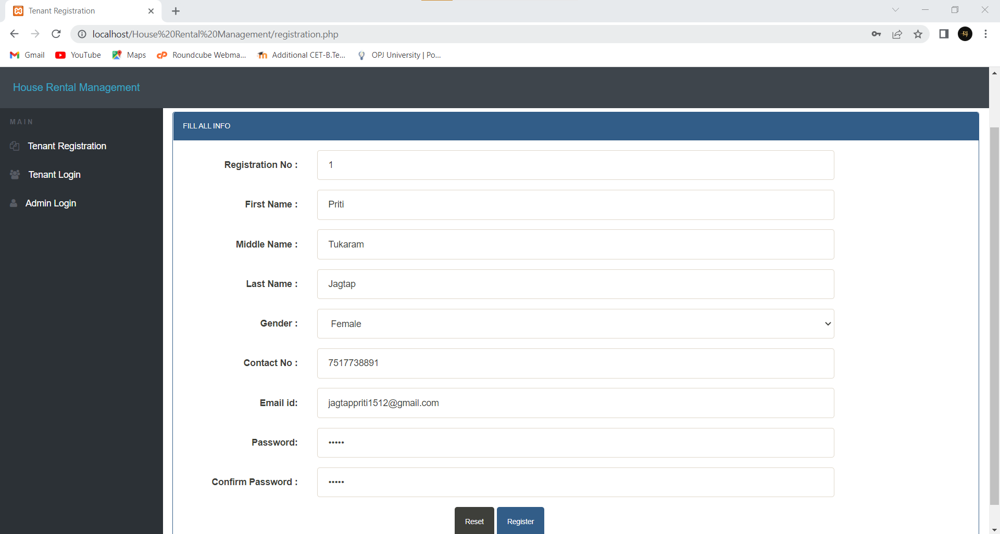 Tenant Registration
localhost/House%20Rental%20Management/registration.php
Gmail YouTube Maps Roundcube Webma... Additional CET-B.Te... OPJ University | Po...
House Rental Management
MAIN
Tenant Registration
Tenant Login
Admin Login
FILL ALL INFO
Registration No : 1
First Name : Priti
Middle Name : Tukaram
Last Name : Jagtap
Gender : Female
Contact No : 7517738891
Email id: jagtappriti1512@gmail.com
Password: •••••
Confirm Password : •••••
Reset Register